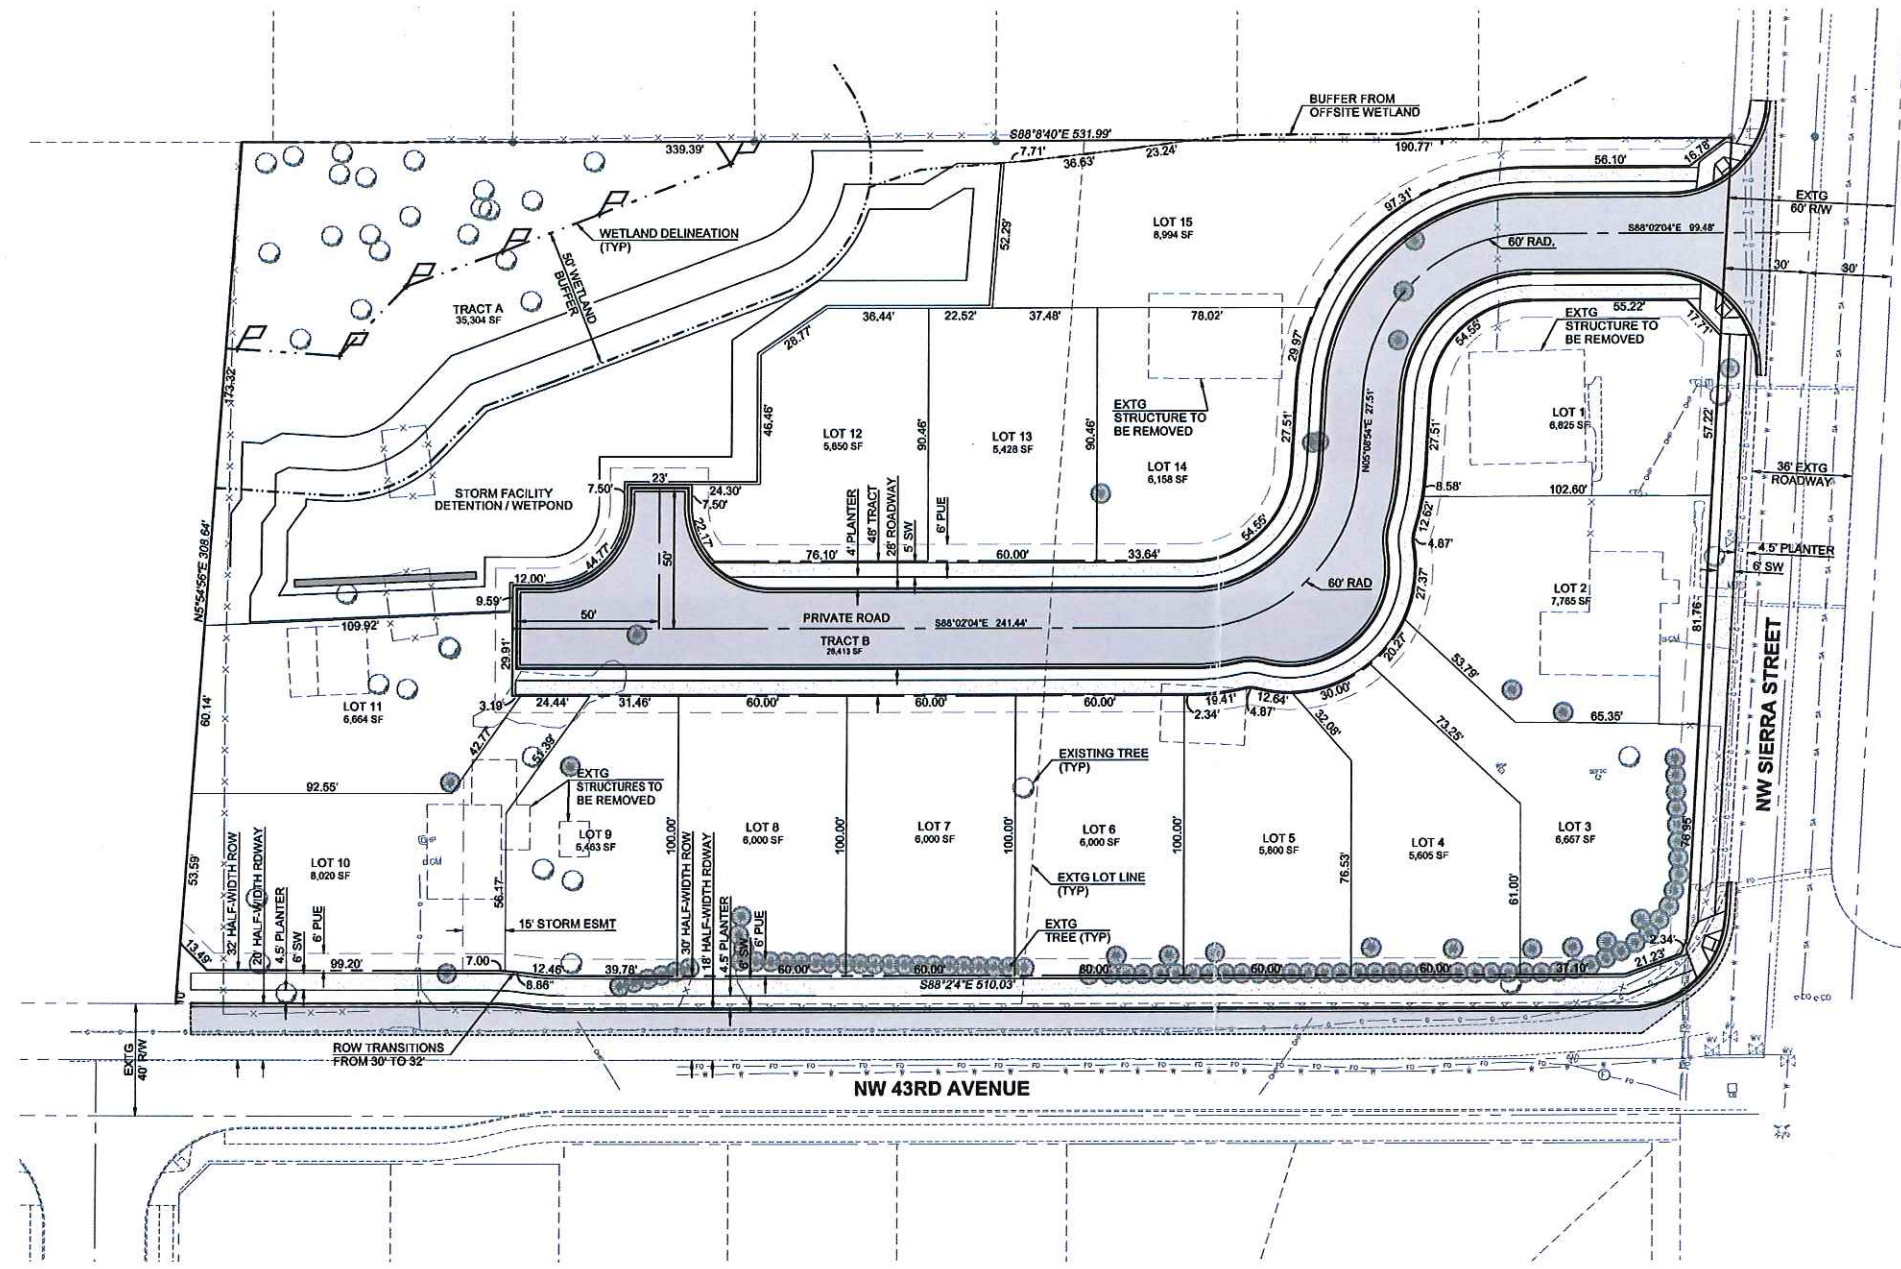 BUFFER FROM
OFFSITE WETLAND
S88°8'40"E 531.99'
339.39'
7.71'
36.63'
23.24'
190.77'
56.10'
16.78'
EXTG
60' R/W
WETLAND DELINEATION
(TYP)
50' WETLAND
BUFFER
52.29'
LOT 15
8,994 SF
97.31'
60' RAD.
S88°02'04"E 99.48'
30'
30'
TRACT A
35,304 SF
36.44'
22.52'
37.48'
78.02'
28.77'
29.97'
54.55'
55.22'
17.71'
EXTG
STRUCTURE TO
BE REMOVED
173.32'
46.46'
90.46'
90.46'
EXTG
STRUCTURE TO
BE REMOVED
27.51'
N05°08'54"E 27.51'
27.51'
LOT 1
6,825 SF
57.22'
LOT 12
5,650 SF
LOT 13
5,428 SF
LOT 14
6,158 SF
36' EXTG
ROADWAY
STORM FACILITY
DETENTION / WETPOND
7.50'
23'
24.30'
7.50'
22.17'
50'
44.77'
4' PLANTER
48' TRACT
28' ROADWAY
5' SW
6' PUE
8.58'
102.60'
12.62'
4.87'
27.37'
54.55'
4.5' PLANTER
6' SW
N5°54'56"E 308.64'
76.10'
60.00'
33.64'
12.00'
9.59'
50'
60' RAD
LOT 2
7,765 SF
81.76'
109.92'
PRIVATE ROAD
S88°02'04"E 241.44'
TRACT B
26,413 SF
29.91'
20.27'
53.79'
NW SIERRA STREET
60.14'
LOT 11
6,664 SF
3.19'
24.44'
31.46'
60.00'
60.00'
60.00'
19.41'
2.34'
12.64'
4.87'
30.00'
65.35'
42.77'
51.39'
32.08'
73.25'
92.55'
EXTG
STRUCTURES TO
BE REMOVED
EXISTING TREE
(TYP)
LOT 10
8,020 SF
LOT 9
5,463 SF
100.00'
LOT 8
6,000 SF
100.00'
LOT 7
6,000 SF
100.00'
LOT 6
6,000 SF
100.00'
LOT 5
5,800 SF
76.53'
LOT 4
5,605 SF
61.00'
LOT 3
6,657 SF
76.95'
53.59'
56.17'
EXTG LOT LINE
(TYP)
32' HALF-WIDTH ROW
20' HALF-WIDTH RDWAY
4.5' PLANTER
6' SW
6' PUE
15' STORM ESMT
30' HALF-WIDTH ROW
18' HALF-WIDTH RDWAY
4.5' PLANTER
6' SW
6' PUE
EXTG
TREE (TYP)
13.49'
99.20'
7.00
12.46'
8.86"
39.78'
60.00'
60.00'
60.00'
60.00'
60.00'
37.10'
21.23'
2.34'
S88°2'4"E 510.03'
EXTG
40' R/W
ROW TRANSITIONS
FROM 30' TO 32'
NW 43RD AVENUE